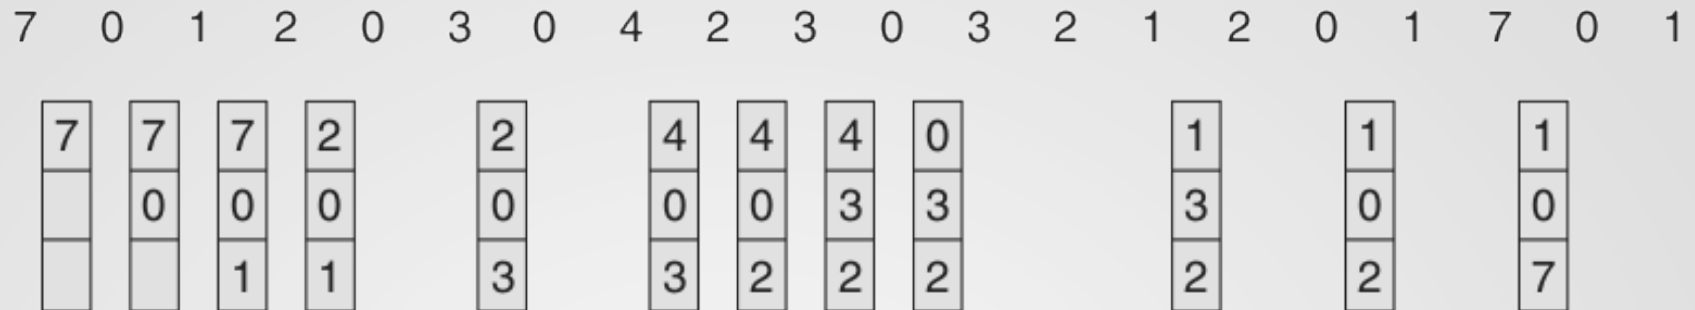 7 0 1 2 0 3 0 4 2 3 0 3 2 1 2 0 1 7 0 1
7 7 7 2 2 4 4 4 0 1 1 1
0 0 0 0 0 0 3 3 3 0 0
1 1 3 3 2 2 2 2 2 7